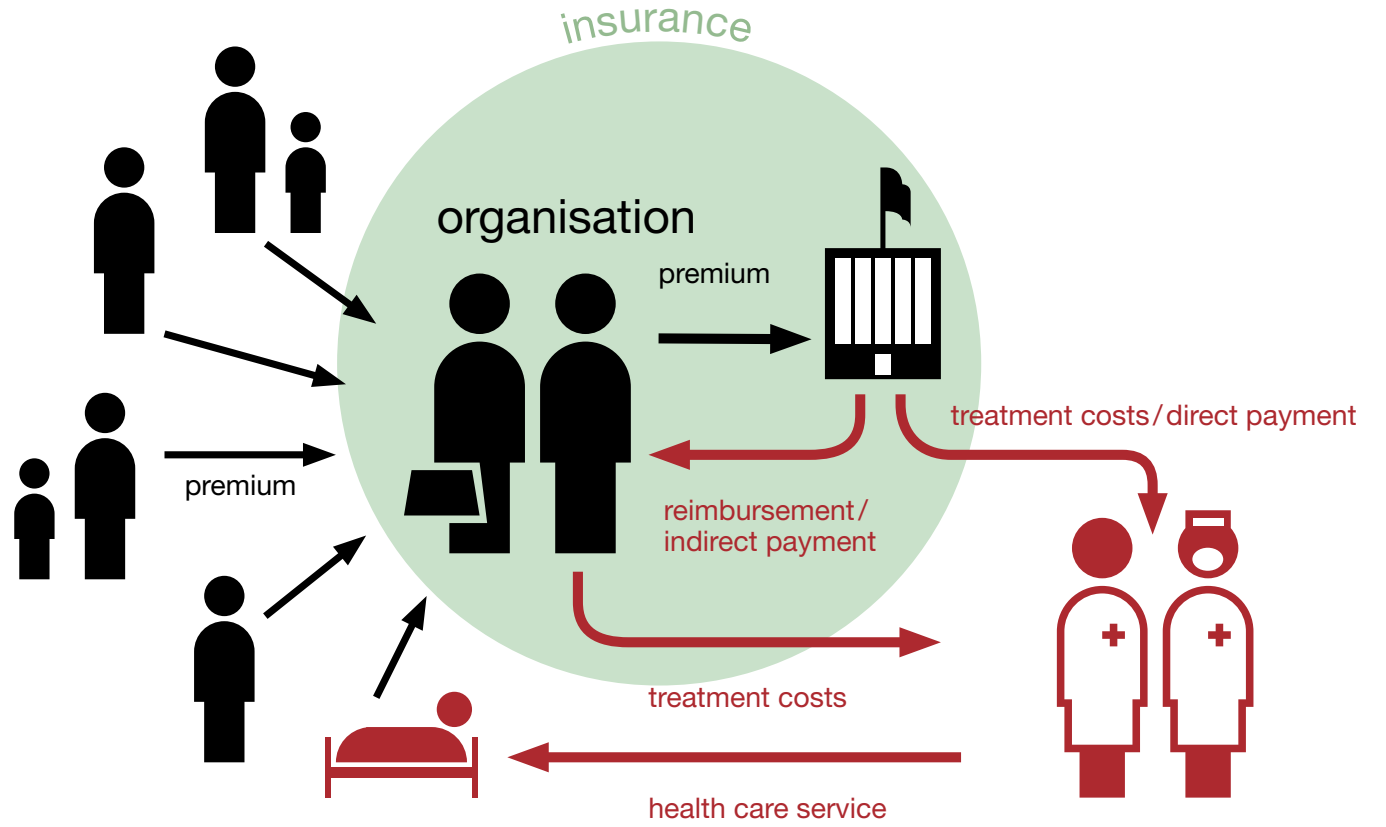 insurance
organisation
premium
treatment costs/direct payment
premium
reimbursement/
indirect payment
treatment costs
health care service